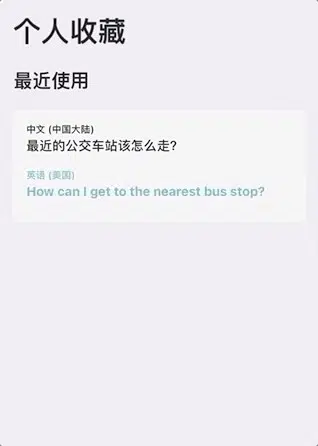 个人收藏
最近使用
中文 (中国大陆)
最近的公交车站该怎么走?
英语 (美国)
How can I get to the nearest bus stop?